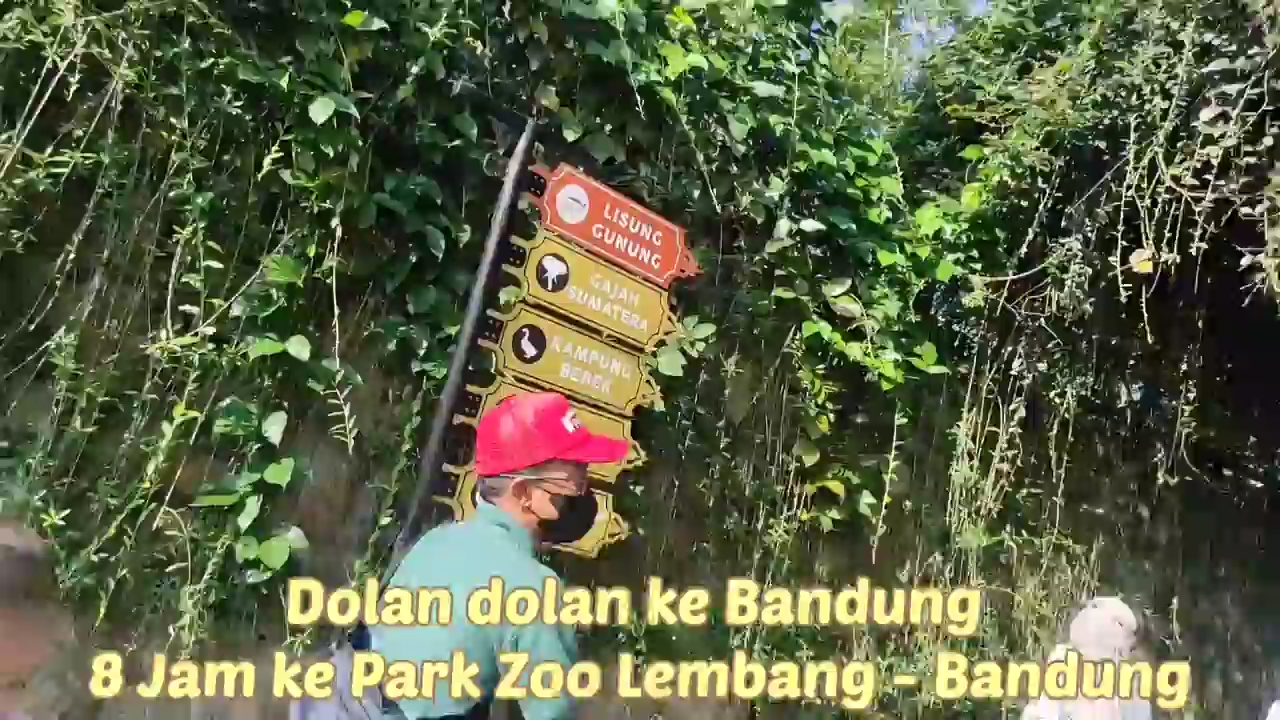 LISUNG
GUNUNG
GAJAH
SUMATERA
KAMPUNG
BEBEK
Dolan dolan ke Bandung
8 Jam ke Park Zoo Lembang - Bandung